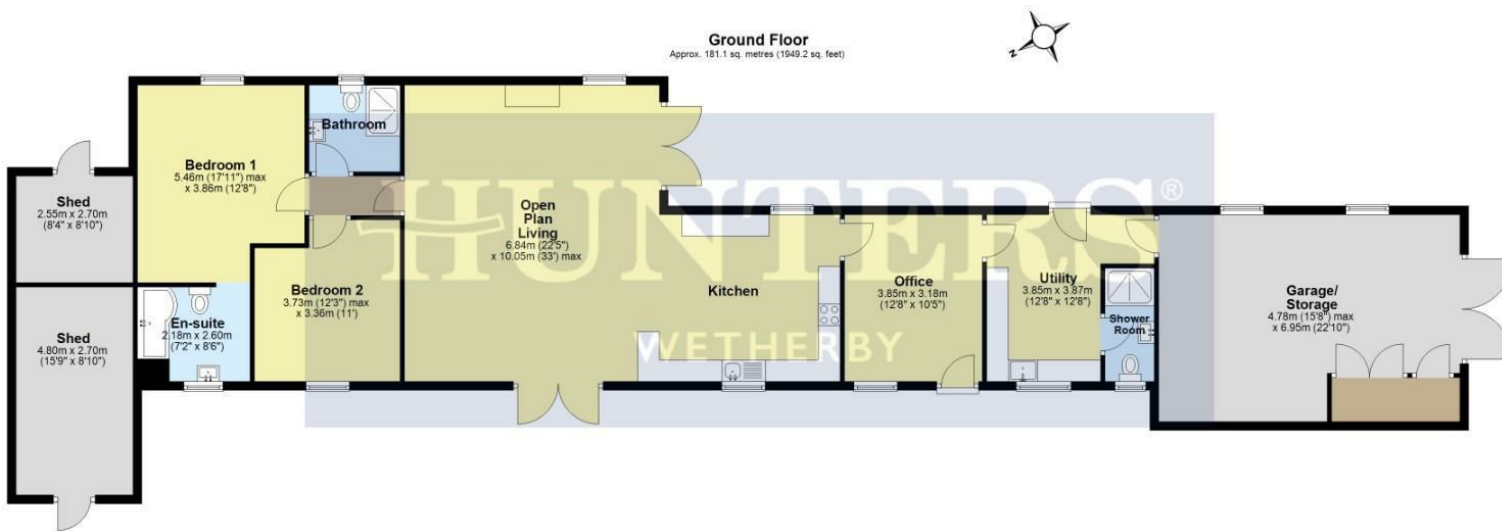 Ground Floor
Approx. 181.1 sq. metres (1949.2 sq. feet)
N
Bathroom
Bedroom 1
5.46m (17'11") max
x 3.86m (12'8")
Shed
2.55m x 2.70m
(8'4" x 8'10")
HUNTERS®
Open
Plan
Living
6.84m (22'5")
x 10.05m (33') max
Bedroom 2
3.73m (12'3") max
x 3.36m (11')
Kitchen
Office
3.85m x 3.18m
(12'8" x 10'5")
Utility
3.85m x 3.87m
(12'8" x 12'8")
Garage/
Storage
4.78m (15'8") max
x 6.95m (22'10")
Shower
Room
En-suite
2.18m x 2.60m
(7'2" x 8'6")
Shed
4.80m x 2.70m
(15'9" x 8'10")
WETHERBY